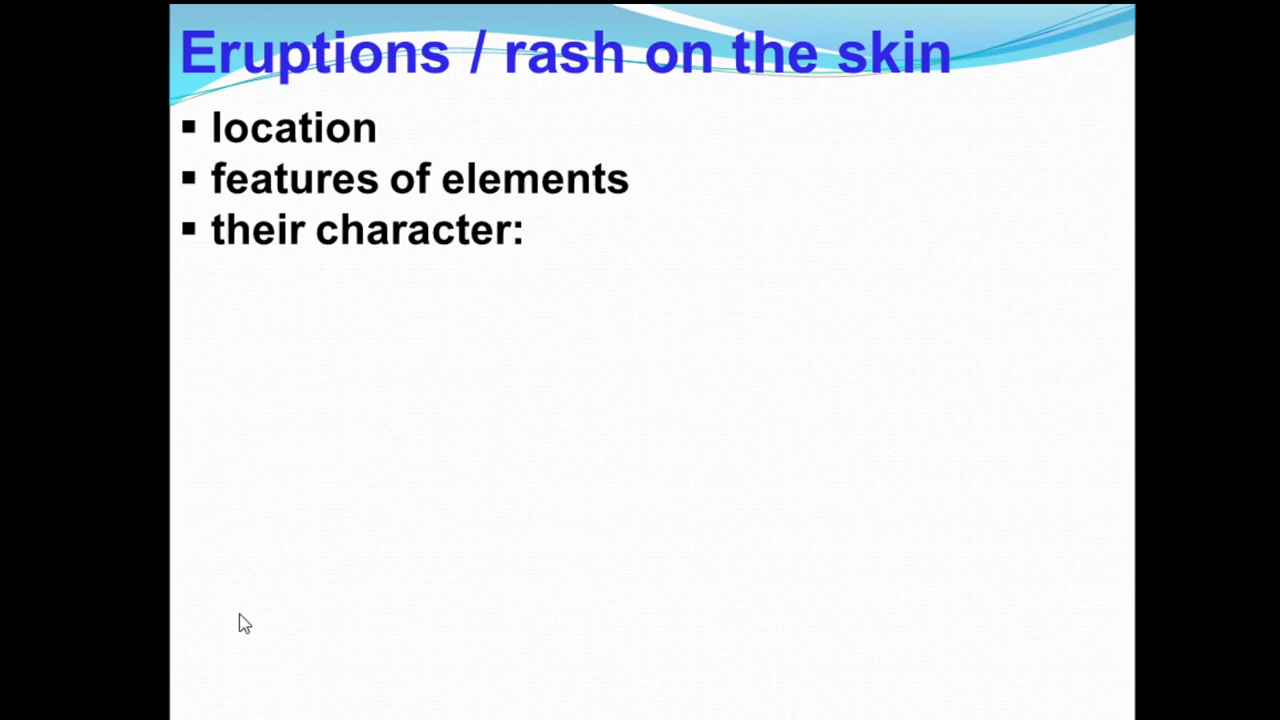 Eruptions / rash on the skin
▪ location
▪ features of elements
▪ their character: